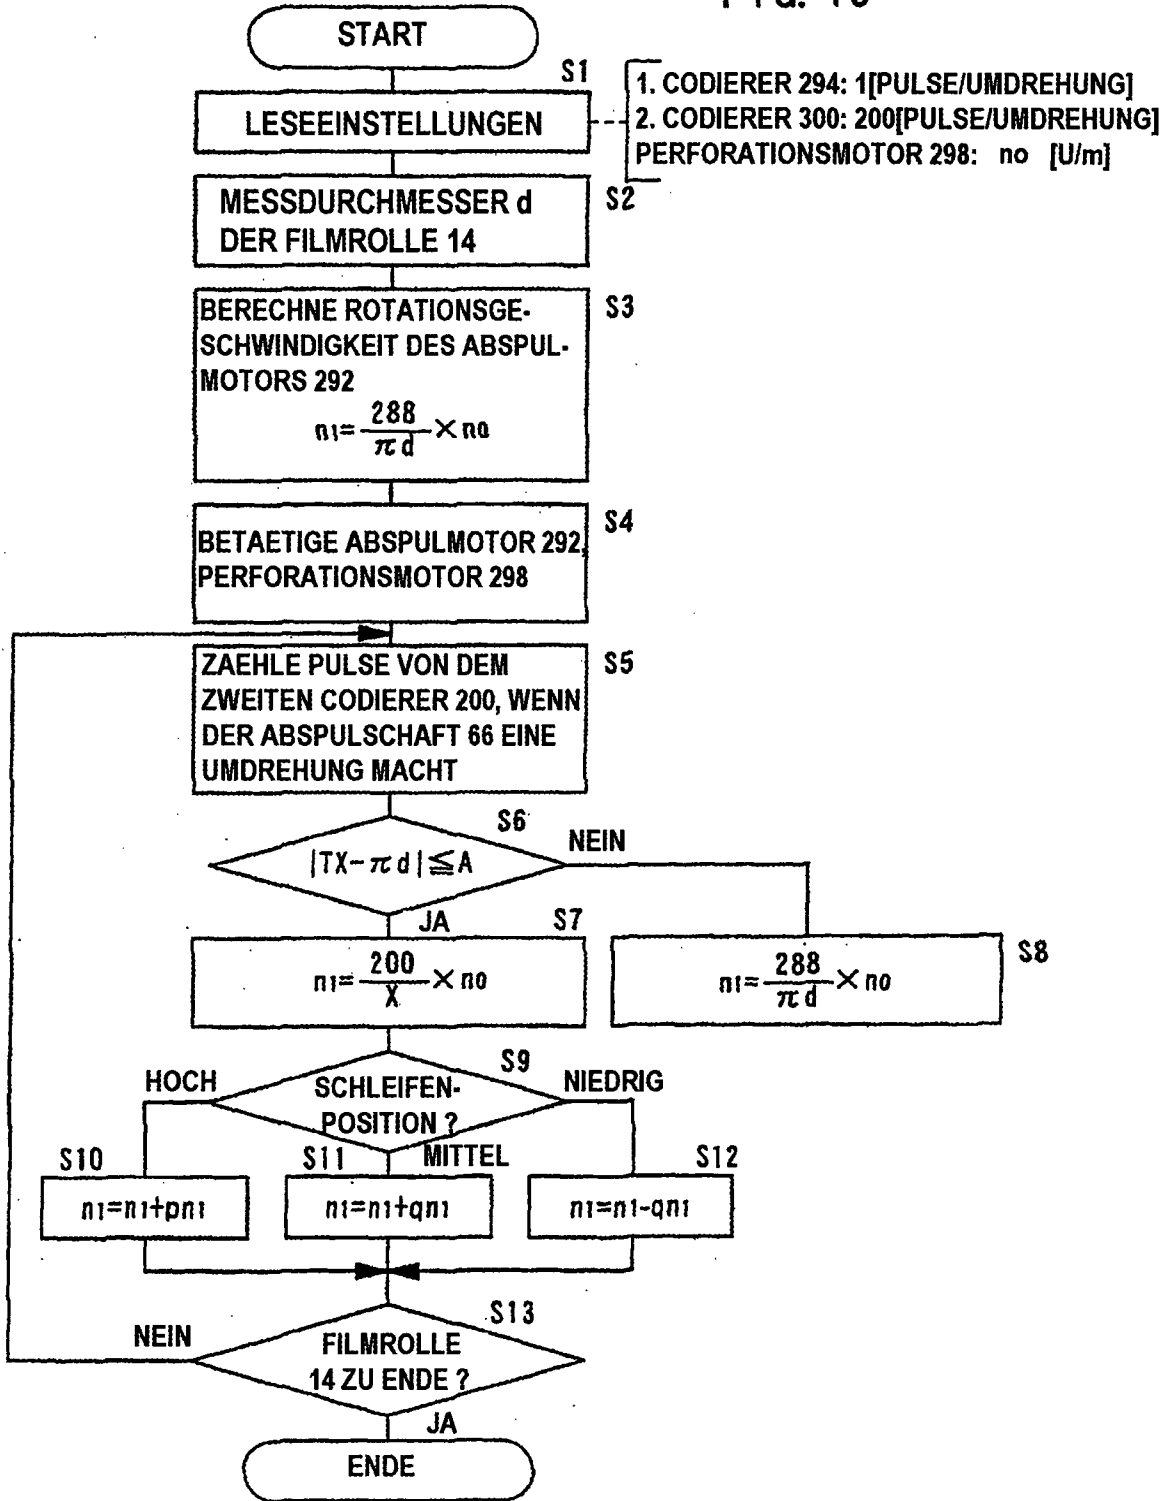 START
S1
1. CODIERER 294: 1[PULSE/UMDREHUNG]
2. CODIERER 300: 200[PULSE/UMDREHUNG]
PERFORATIONSMOTOR 298: no [U/m]
LESEEINSTELLUNGEN
S2
MESSDURCHMESSER d
DER FILMROLLE 14
S3
BERECHNE ROTATIONSGE-
SCHWINDIGKEIT DES ABSPUL-
MOTORS 292
n1= 288/πd × no
S4
BETAETIGE ABSPULMOTOR 292,
PERFORATIONSMOTOR 298
S5
ZAEHLE PULSE VON DEM
ZWEITEN CODIERER 200, WENN
DER ABSPULSCHAFT 66 EINE
UMDREHUNG MACHT
S6
|TX-πd|≦A
NEIN
JA
S7
n1= 200/X × no
S8
n1= 288/πd × no
S9
SCHLEIFEN-
POSITION ?
HOCH
NIEDRIG
MITTEL
S10
n1=n1+pn1
S11
n1=n1+qn1
S12
n1=n1-qn1
S13
FILMROLLE
14 ZU ENDE ?
NEIN
JA
ENDE